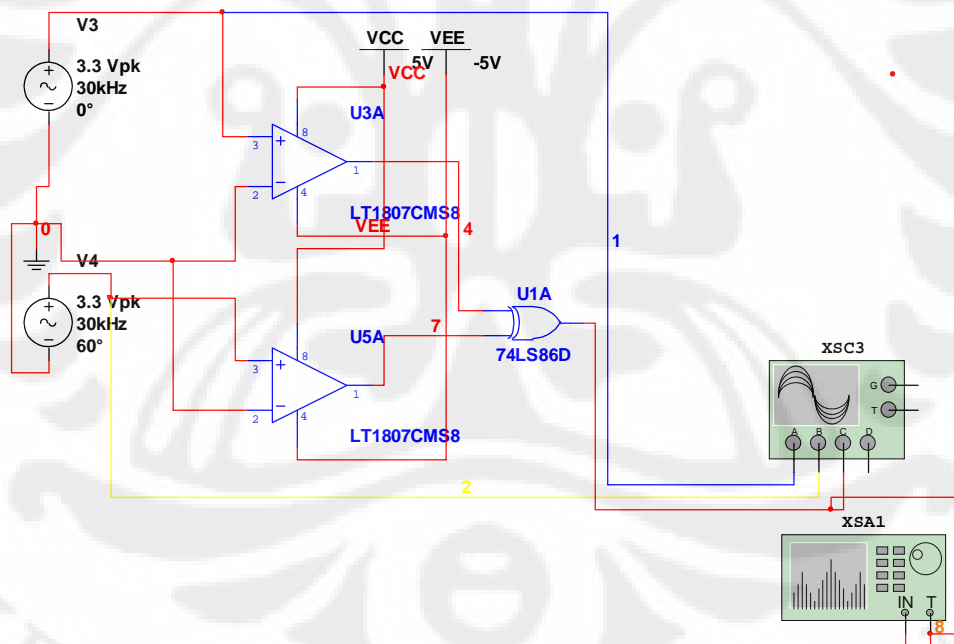 V3
3.3 Vpk
30kHz
0°
VCC
VEE
5V
-5V
VCC
U3A
3
2
8
4
1
LT1807CMS8
VEE
4
1
0
V4
3.3 Vpk
30kHz
60°
U5A
3
2
8
4
1
LT1807CMS8
7
U1A
74LS86D
2
XSC3
G
T
A
B
C
D
XSA1
IN
T
8